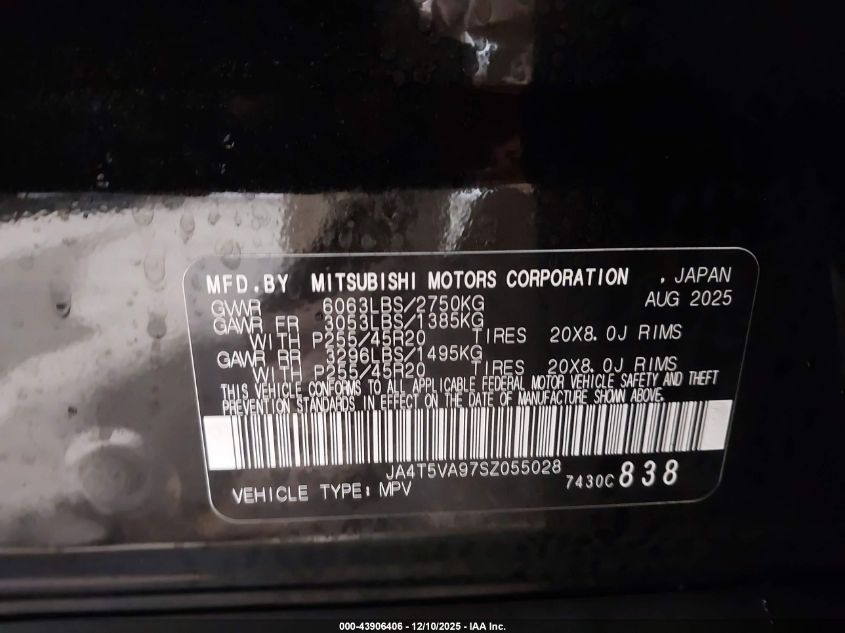 MFD.BY MITSUBISHI MOTORS CORPORATION , JAPAN
GVWR 6063LBS/2750KG AUG 2025
GAWR FR 3053LBS/1385KG
WITH P255/45R20 TIRES 20X8.0J RIMS
GAWR RR 3296LBS/1495KG
WITH P255/45R20 TIRES 20X8.0J RIMS
THIS VEHICLE CONFORMS TO ALL APPLICABLE FEDERAL MOTOR VEHICLE SAFETY AND THEFT
PREVENTION STANDARDS IN EFFECT ON THE DATE OF MANUFACTURE SHOWN ABOVE.
JA4T5VA97SZ055028
VEHICLE TYPE: MPV 7430C 838
000-43906406 - 12/10/2025 - IAA Inc.